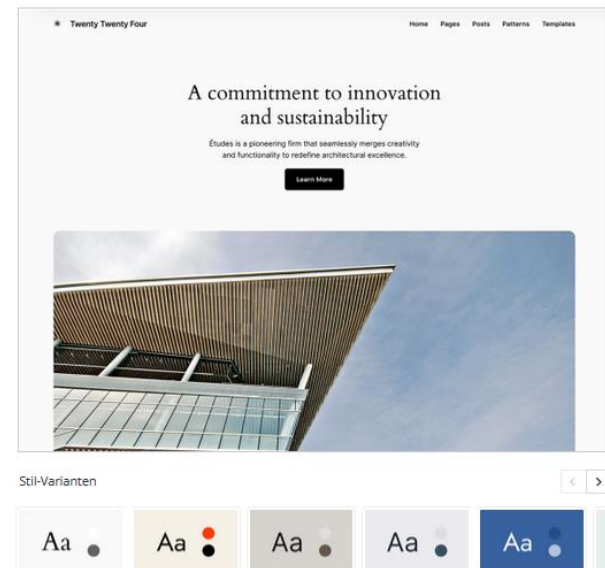 Twenty Twenty Four
Home Pages Posts Patterns Templates
A commitment to innovation
and sustainability
Études is a pioneering firm that seamlessly merges creativity
and functionality to redefine architectural excellence.
Learn More
Stil-Varianten
Aa Aa Aa Aa Aa